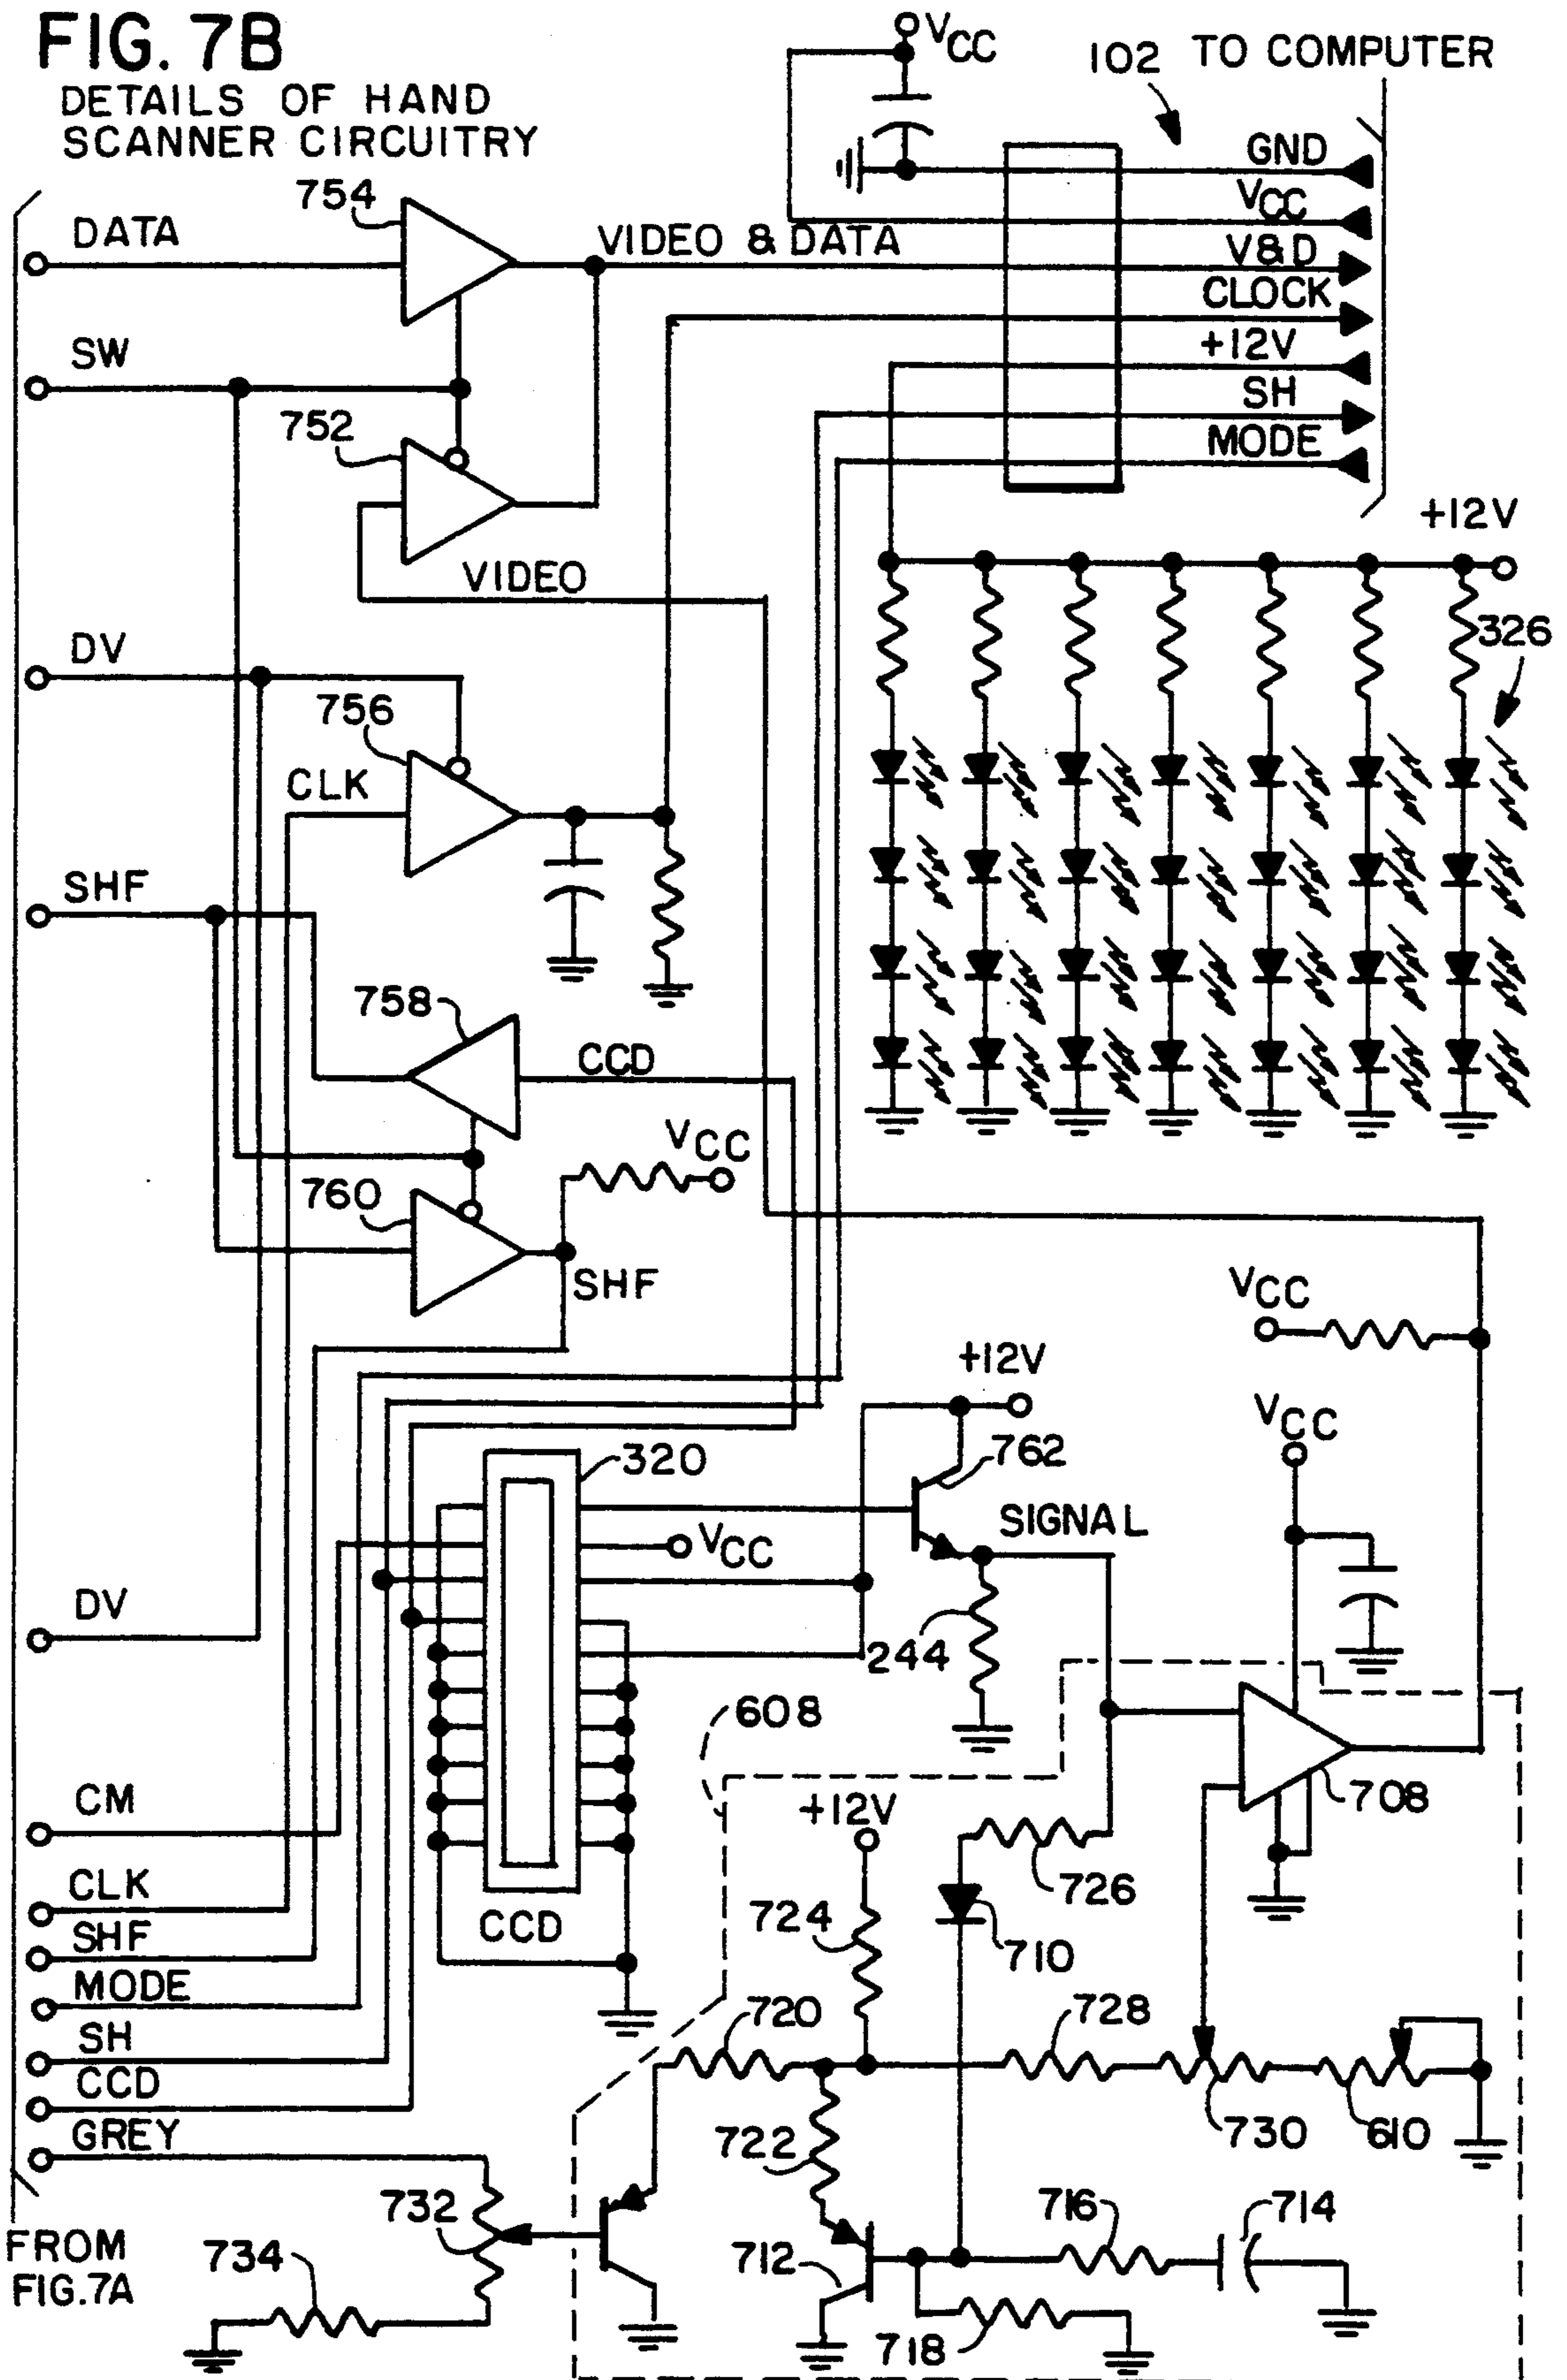 FIG. 7B
DETAILS OF HAND
SCANNER CIRCUITRY
VCC
102
TO COMPUTER
GND
VCC
V&D
CLOCK
+12V
SH
MODE
754
DATA
VIDEO & DATA
SW
752
VIDEO
+12V
326
DV
756
CLK
SHF
758
CCD
VCC
760
SHF
VCC
+12V
VCC
320
762
SIGNAL
VCC
DV
244
608
CM
+12V
708
CLK
724
726
SHF
CCD
710
MODE
720
728
SH
CCD
GREY
722
730
610
732
716
714
FROM
FIG.7A
734
712
718